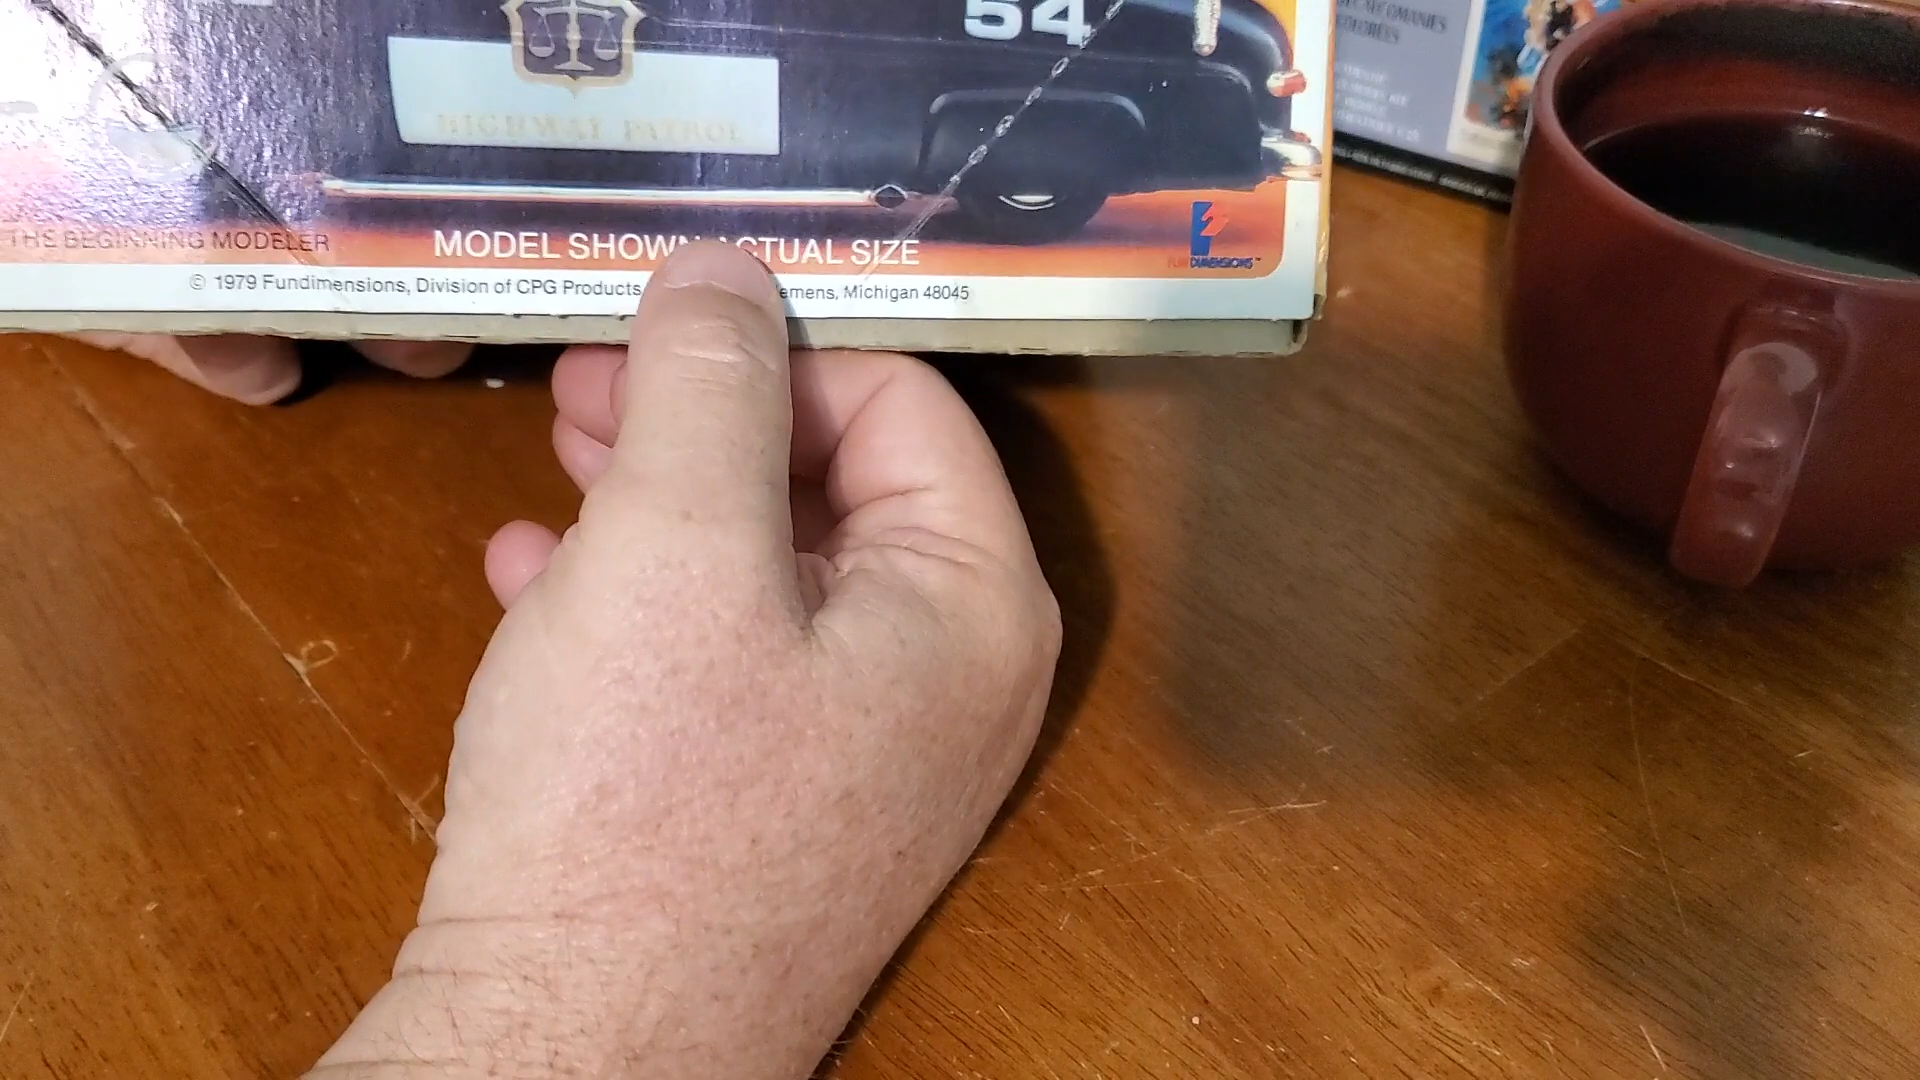 54
HIGHWAY PATROL
THE BEGINNING MODELER
MODEL SHOWN ACTUAL SIZE
© 1979 Fundimensions, Division of CPG Products, emens, Michigan 48045
FUNDIMENSIONS™